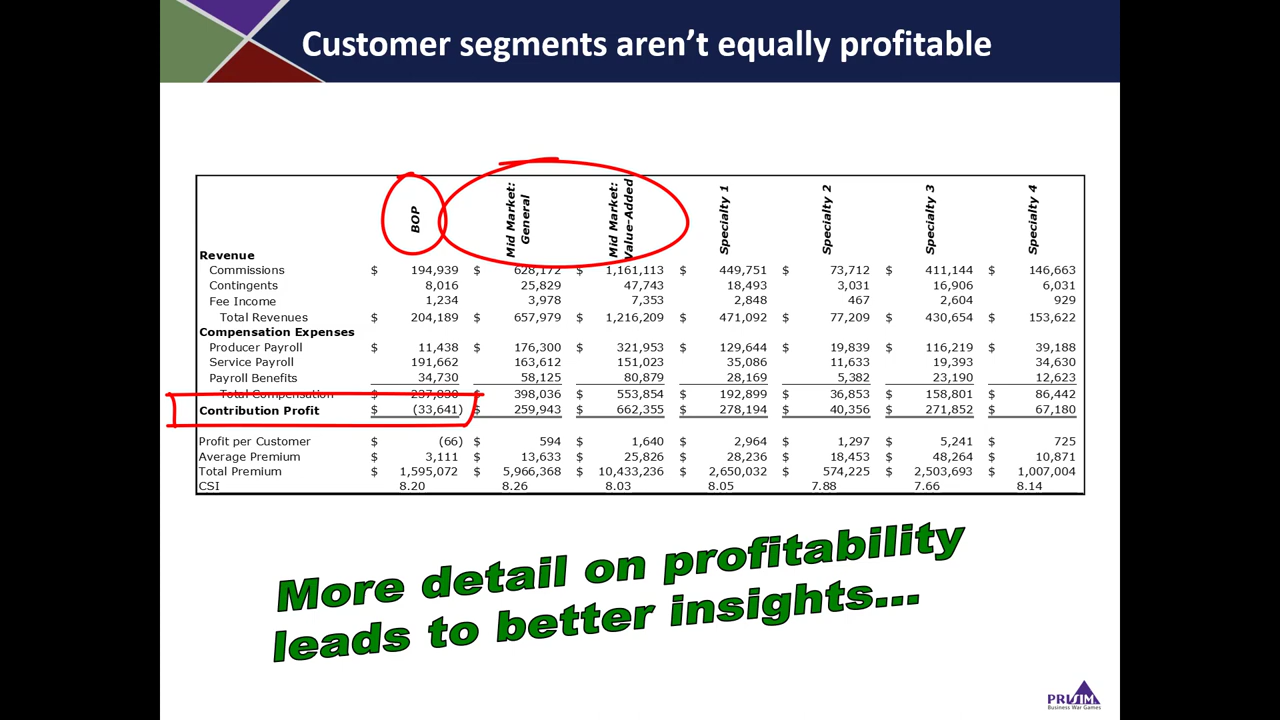 Customer segments aren't equally profitable
BOP
Mid Market:
General
Mid Market:
Value-Added
Specialty 1
Specialty 2
Specialty 3
Specialty 4
Revenue
Commissions $ 194,939 $ 628,172 $ 1,161,113 $ 449,751 $ 73,712 $ 411,144 $ 146,663
Contingents 8,016 25,829 47,743 18,493 3,031 16,906 6,031
Fee Income 1,234 3,978 7,353 2,848 467 2,604 929
Total Revenues $ 204,189 $ 657,979 $ 1,216,209 $ 471,092 $ 77,209 $ 430,654 $ 153,622
Compensation Expenses
Producer Payroll $ 11,438 $ 176,300 $ 321,953 $ 129,644 $ 19,839 $ 116,219 $ 39,188
Service Payroll 191,662 163,612 151,023 35,086 11,633 19,393 34,630
Payroll Benefits 34,730 58,125 80,879 28,169 5,382 23,190 12,623
Total Compensation $ 237,830 $ 398,036 $ 553,854 $ 192,899 $ 36,853 $ 158,801 $ 86,442
Contribution Profit $ (33,641) $ 259,943 $ 662,355 $ 278,194 $ 40,356 $ 271,852 $ 67,180
Profit per Customer $ (66) $ 594 $ 1,640 $ 2,964 $ 1,297 $ 5,241 $ 725
Average Premium $ 3,111 $ 13,633 $ 25,826 $ 28,236 $ 18,453 $ 48,264 $ 10,871
Total Premium $ 1,595,072 $ 5,966,368 $ 10,433,236 $ 2,650,032 $ 574,225 $ 2,503,693 $ 1,007,004
CSI 8.20 8.26 8.03 8.05 7.88 7.66 8.14
More detail on profitability
leads to better insights...
PRISIM
Business War Games